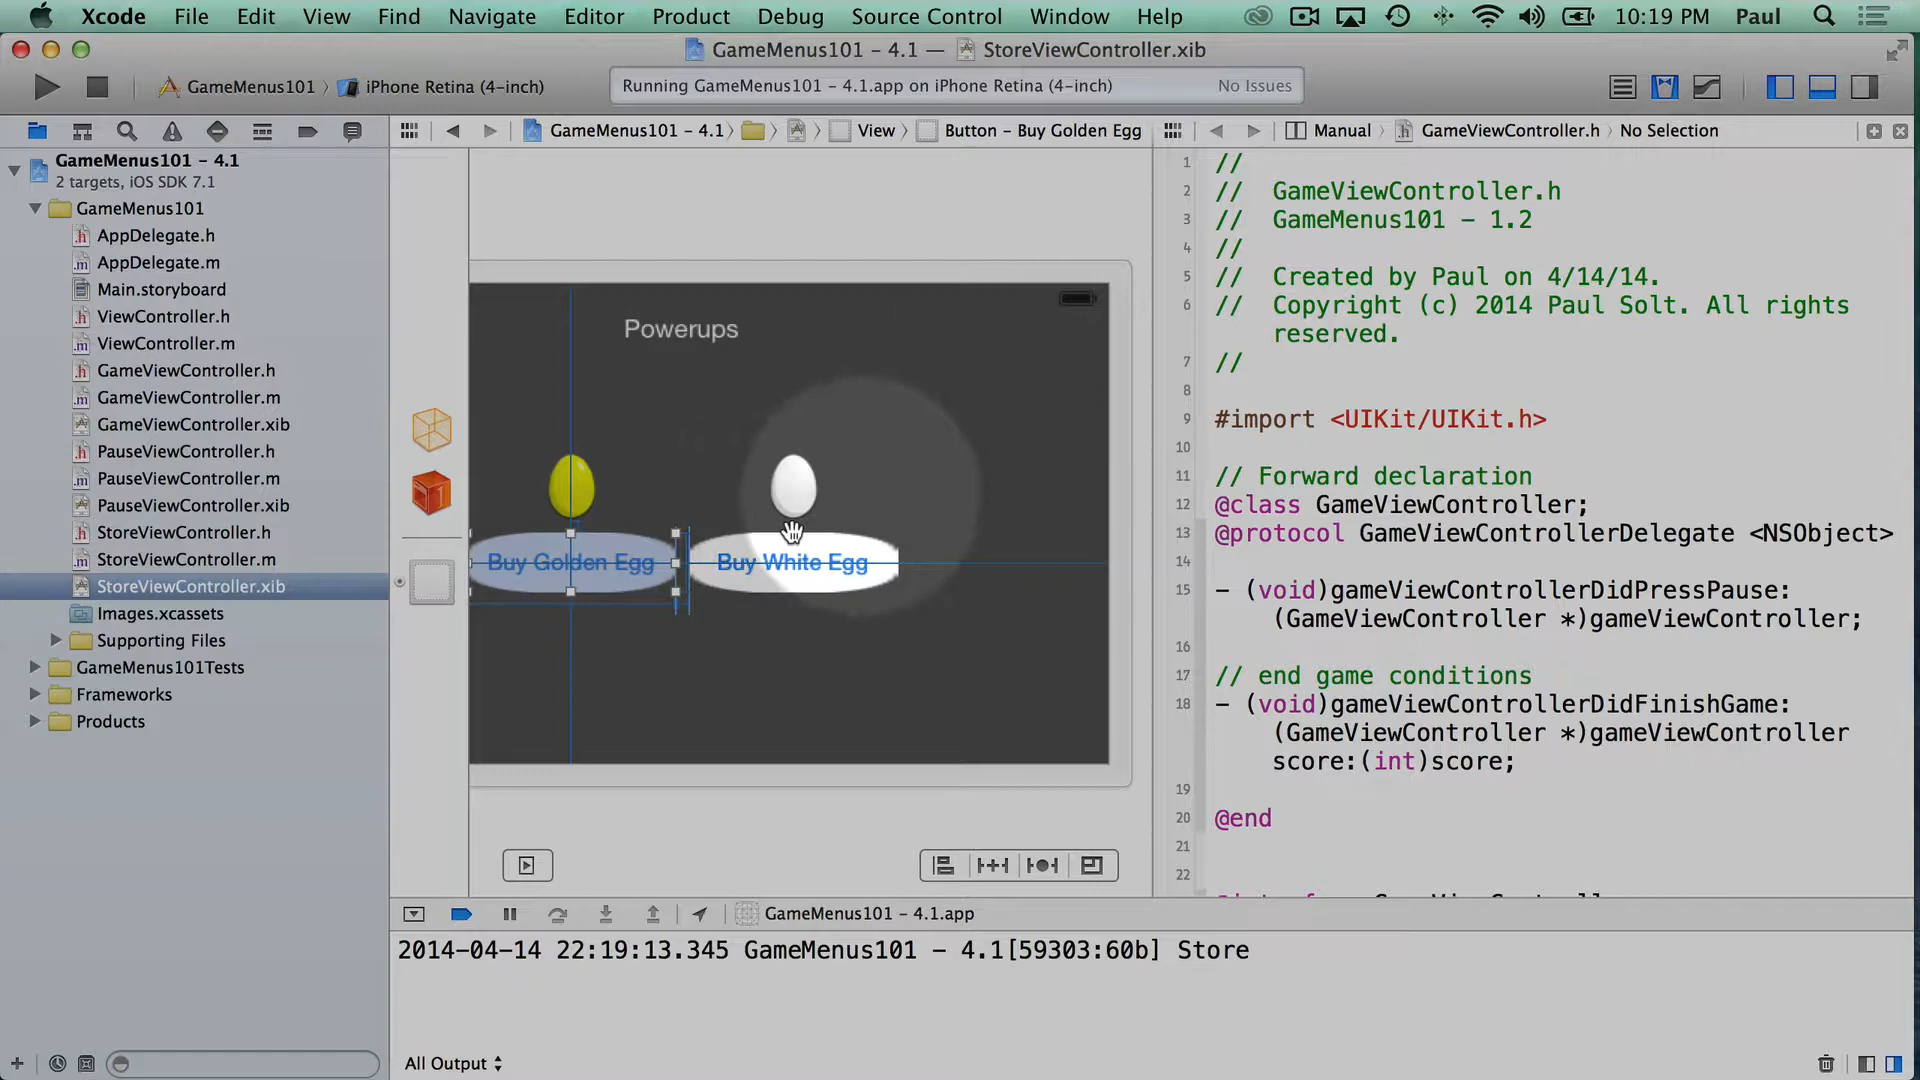 Xcode File Edit View Find Navigate Editor Product Debug Source Control Window Help 10:19 PM Paul
GameMenus101 - 4.1 — StoreViewController.xib
GameMenus101 iPhone Retina (4-inch)
Running GameMenus101 - 4.1.app on iPhone Retina (4-inch) No Issues
GameMenus101 - 4.1 View Button - Buy Golden Egg
Manual GameViewController.h No Selection
GameMenus101 - 4.1
2 targets, iOS SDK 7.1
GameMenus101
AppDelegate.h
AppDelegate.m
Main.storyboard
ViewController.h
ViewController.m
GameViewController.h
GameViewController.m
GameViewController.xib
PauseViewController.h
PauseViewController.m
PauseViewController.xib
StoreViewController.h
StoreViewController.m
StoreViewController.xib
Images.xcassets
Supporting Files
GameMenus101Tests
Frameworks
Products
Powerups
Buy Golden Egg
Buy White Egg
1 //
2 // GameViewController.h
3 // GameMenus101 - 1.2
4 //
5 // Created by Paul on 4/14/14.
6 // Copyright (c) 2014 Paul Solt. All rights
reserved.
7 //
8
9 #import <UIKit/UIKit.h>
10
11 // Forward declaration
12 @class GameViewController;
13 @protocol GameViewControllerDelegate <NSObject>
14
15 - (void)gameViewControllerDidPressPause:
(GameViewController *)gameViewController;
16
17 // end game conditions
18 - (void)gameViewControllerDidFinishGame:
(GameViewController *)gameViewController
score:(int)score;
19
20 @end
21
22
GameMenus101 - 4.1.app
2014-04-14 22:19:13.345 GameMenus101 - 4.1[59303:60b] Store
All Output